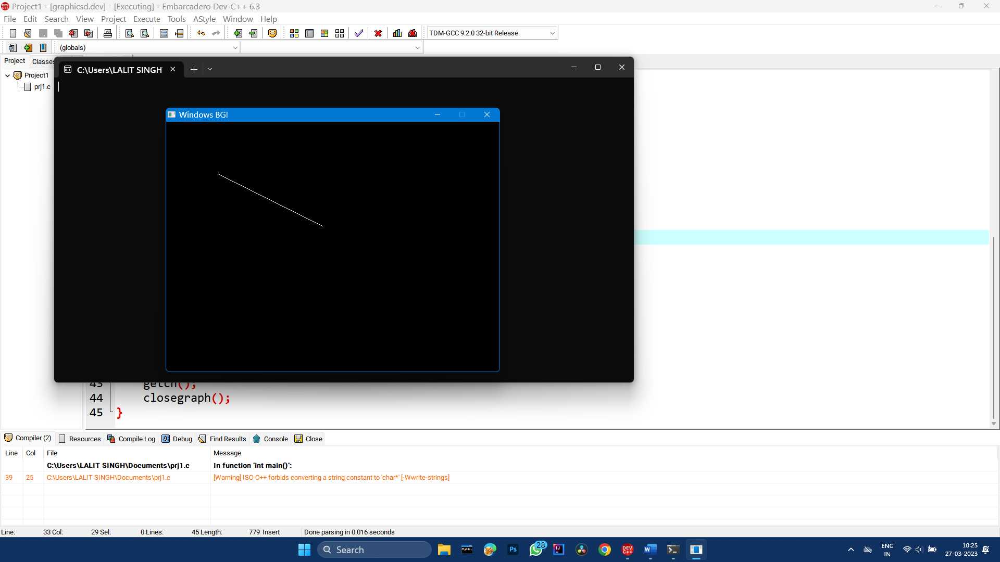 Project1 - [graphicsd.dev] - [Executing] - Embarcadero Dev-C++ 6.3
File Edit Search View Project Execute Tools AStyle Window Help
TDM-GCC 9.2.0 32-bit Release
(globals)
Project Classes
Project1
prj1.c
C:\Users\LALIT SINGH
Windows BGI
43 getch();
44 closegraph();
45 }
Compiler (2) Resources Compile Log Debug Find Results Console Close
Line Col File Message
C:\Users\LALIT SINGH\Documents\prj1.c In function 'int main()':
39 25 C:\Users\LALIT SINGH\Documents\prj1.c [Warning] ISO C++ forbids converting a string constant to 'char*' [-Wwrite-strings]
Line: 33 Col: 29 Sel: 0 Lines: 45 Length: 779 Insert Done parsing in 0.016 seconds
Search
Ps
28
IJ
DEV C++
W
ENG
IN
10:25
27-03-2023